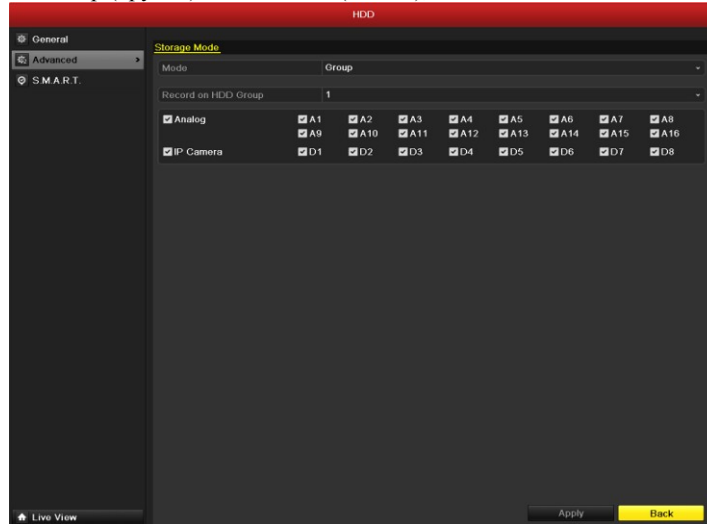 HDD
General
Advanced
S.M.A.R.T.
Storage Mode
Mode Group
Record on HDD Group 1
Analog A1 A2 A3 A4 A5 A6 A7 A8
A9 A10 A11 A12 A13 A14 A15 A16
IP Camera D1 D2 D3 D4 D5 D6 D7 D8
Live View
Apply Back